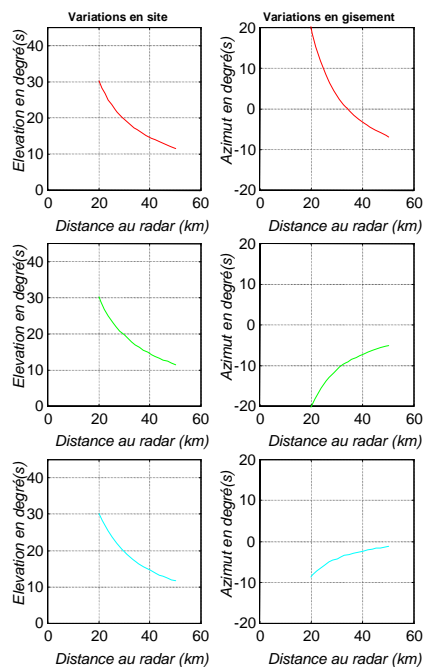 Variations en site
Variations en gisement
Elevation en degré(s)
40
30
20
10
0
0 20 40 60
Distance au radar (km)
Azimut en degré(s)
20
10
0
-10
-20
0 20 40 60
Distance au radar (km)
Elevation en degré(s)
40
30
20
10
0
0 20 40 60
Distance au radar (km)
Azimut en degré(s)
20
10
0
-10
-20
0 20 40 60
Distance au radar (km)
Elevation en degré(s)
40
30
20
10
0
0 20 40 60
Distance au radar (km)
Azimut en degré(s)
20
10
0
-10
-20
0 20 40 60
Distance au radar (km)